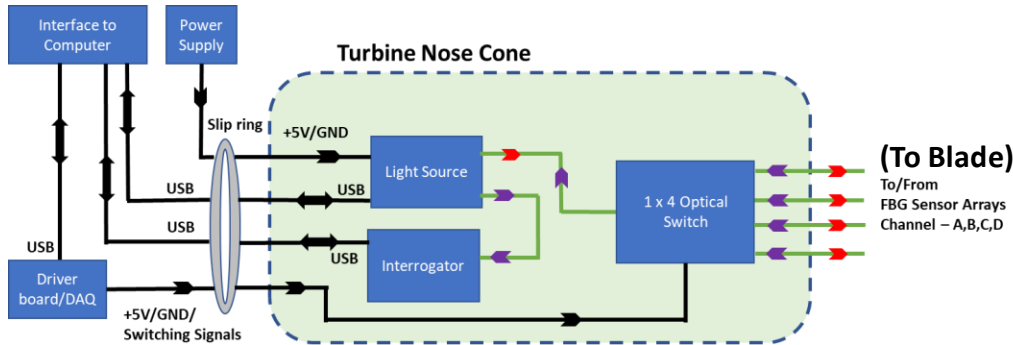 Interface to
Computer
Power
Supply
Turbine Nose Cone
Slip ring
+5V/GND
Light Source
USB
USB
USB
USB
USB
Interrogator
1 x 4 Optical
Switch
(To Blade)
To/From
FBG Sensor Arrays
Channel – A,B,C,D
Driver
board/DAQ
+5V/GND/
Switching Signals